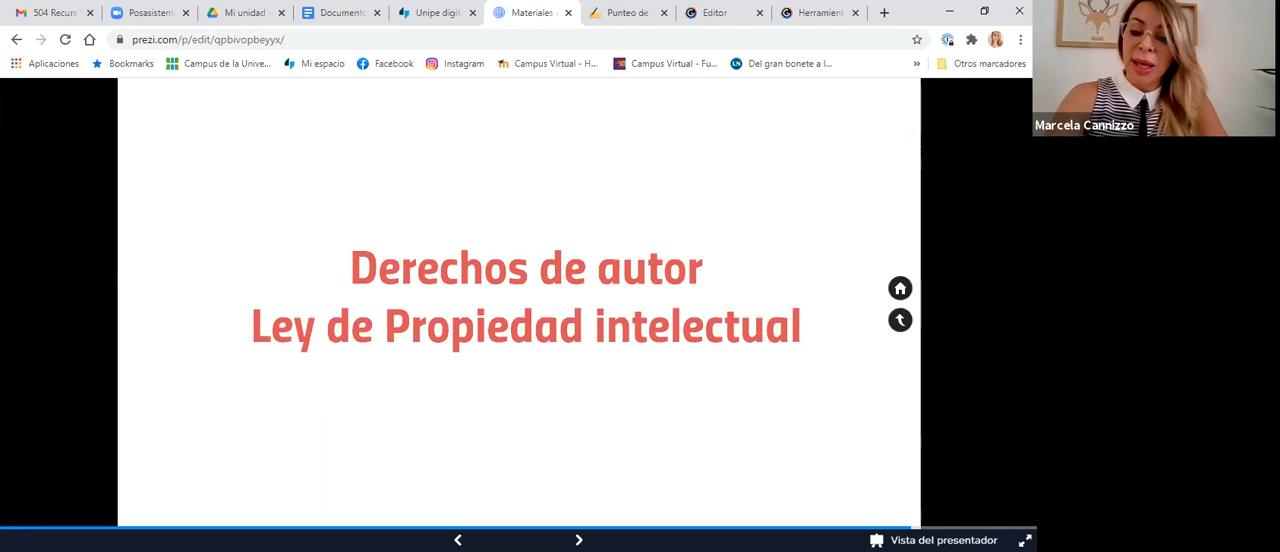 504 Recurs
Posasistent
Mi unidad
Documento
Unipe digit
Materiales
Punteo de
Editor
Herramient
prezi.com/p/edit/qpbivopbeyyx/
Aplicaciones
Bookmarks
Campus de la Unive...
Mi espacio
Facebook
Instagram
Campus Virtual - H...
Campus Virtual - Fu...
Del gran bonete a l...
»
Otros marcadores
Marcela Cannizzo
Derechos de autor
Ley de Propiedad intelectual
Vista del presentador